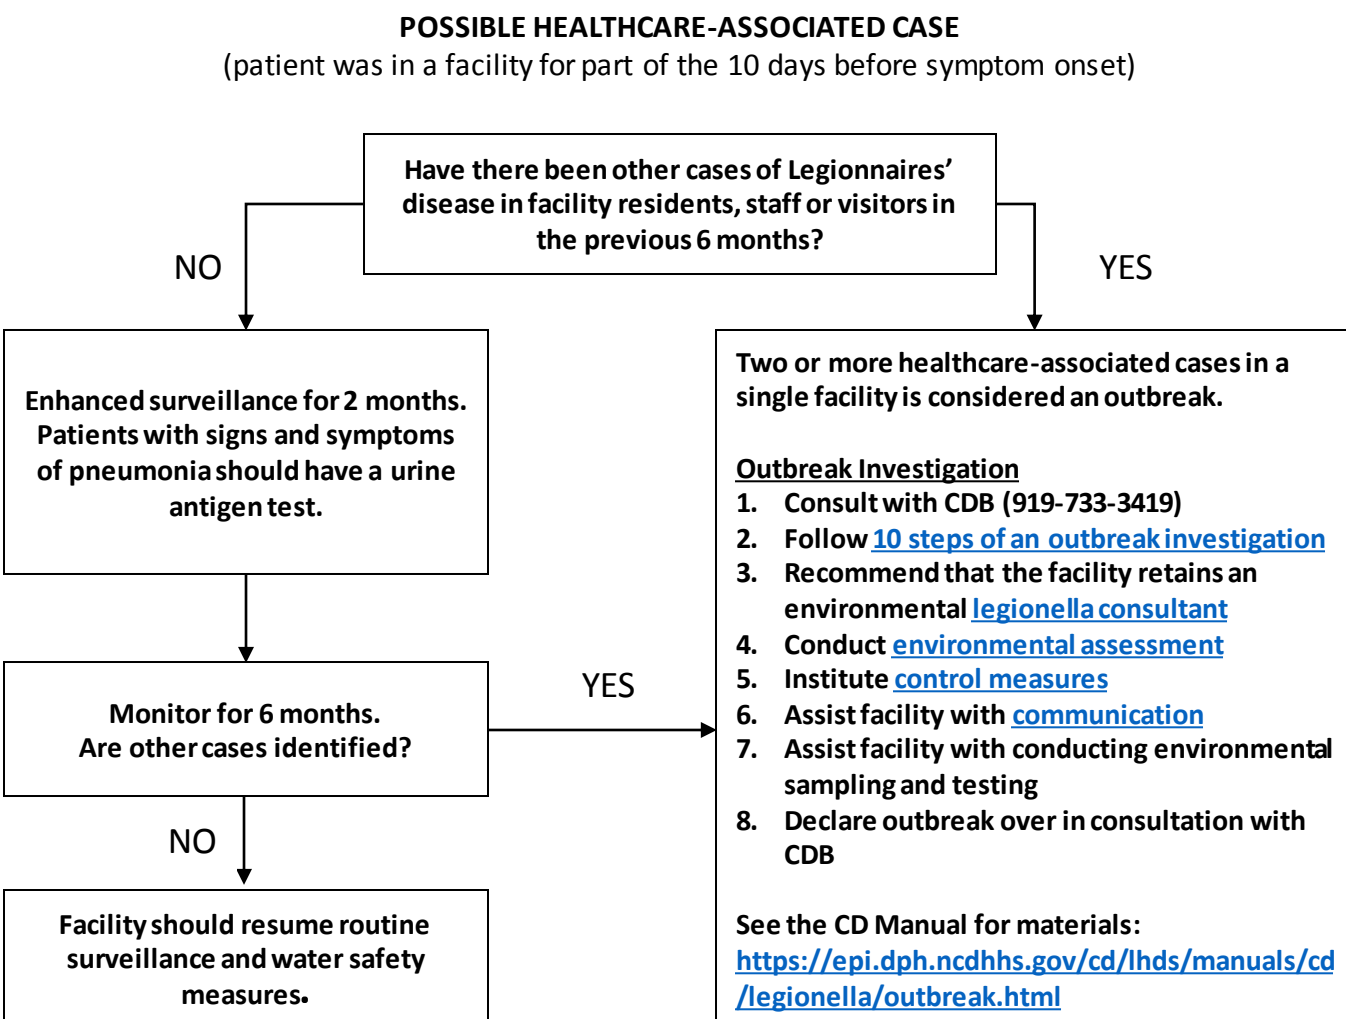 POSSIBLE HEALTHCARE-ASSOCIATED CASE
(patient was in a facility for part of the 10 days before symptom onset)
Have there been other cases of Legionnaires’
disease in facility residents, staff or visitors in
the previous 6 months?
NO
YES
Enhanced surveillance for 2 months.
Patients with signs and symptoms
of pneumonia should have a urine
antigen test.
Monitor for 6 months.
Are other cases identified?
YES
NO
Facility should resume routine
surveillance and water safety
measures.
Two or more healthcare-associated cases in a
single facility is considered an outbreak.
Outbreak Investigation
1. Consult with CDB (919-733-3419)
2. Follow 10 steps of an outbreak investigation
3. Recommend that the facility retains an
environmental legionella consultant
4. Conduct environmental assessment
5. Institute control measures
6. Assist facility with communication
7. Assist facility with conducting environmental
sampling and testing
8. Declare outbreak over in consultation with
CDB
See the CD Manual for materials:
https://epi.dph.ncdhhs.gov/cd/lhds/manuals/cd
/legionella/outbreak.html